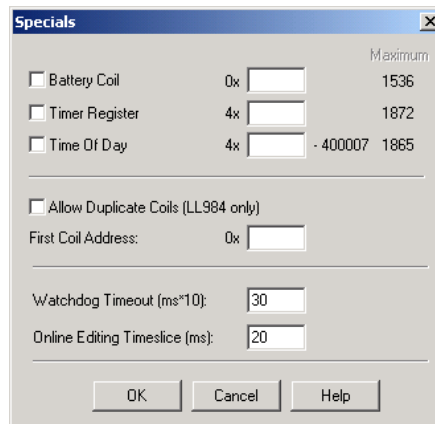 Specials
Maximum
Battery Coil 0x 1536
Timer Register 4x 1872
Time Of Day 4x - 400007 1865
Allow Duplicate Coils (LL984 only)
First Coil Address: 0x
Watchdog Timeout (ms*10): 30
Online Editing Timeslice (ms): 20
OK Cancel Help